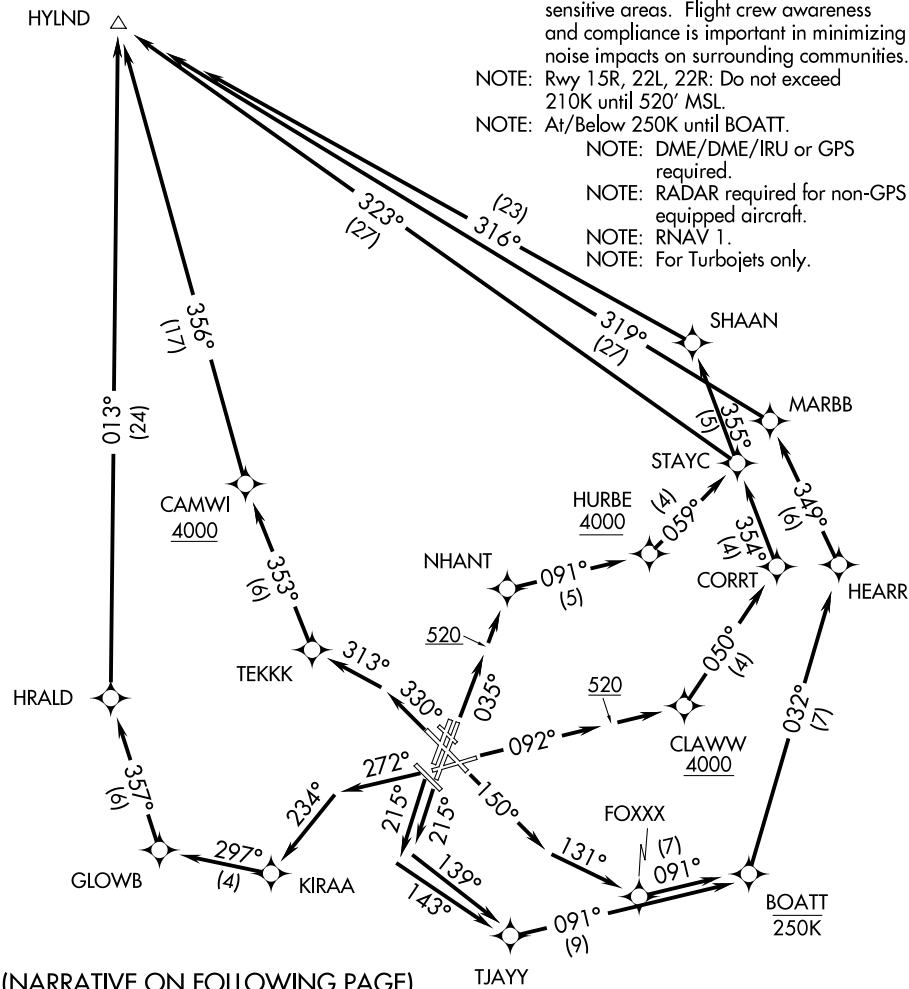 HYLND
sensitive areas. Flight crew awareness
and compliance is important in minimizing
noise impacts on surrounding communities.
NOTE: Rwy 15R, 22L, 22R: Do not exceed
210K until 520' MSL.
NOTE: At/Below 250K until BOATT.
NOTE: DME/DME/IRU or GPS
required.
NOTE: RADAR required for non-GPS
equipped aircraft.
NOTE: RNAV 1.
NOTE: For Turbojets only.
323°
(27)
(23)
316°
319°
(27)
SHAAN
356°
(17)
013°
(24)
355°
(5)
MARBB
STAYC
CAMWI
4000
HURBE
4000
(4)
059°
354°
(4)
349°
(6)
353°
(6)
NHANT
091°
(5)
CORRT
HEARR
520
TEKKK
313°
330°
035°
050°
(4)
HRALD
520
092°
CLAWW
4000
032°
(7)
357°
(6)
272°
234°
215°
215°
150°
FOXXX
(7)
091°
131°
GLOWB
297°
(4)
KIRAA
139°
143°
BOATT
250K
091°
(9)
TJAYY
(NARRATIVE ON FOLLOWING PAGE)